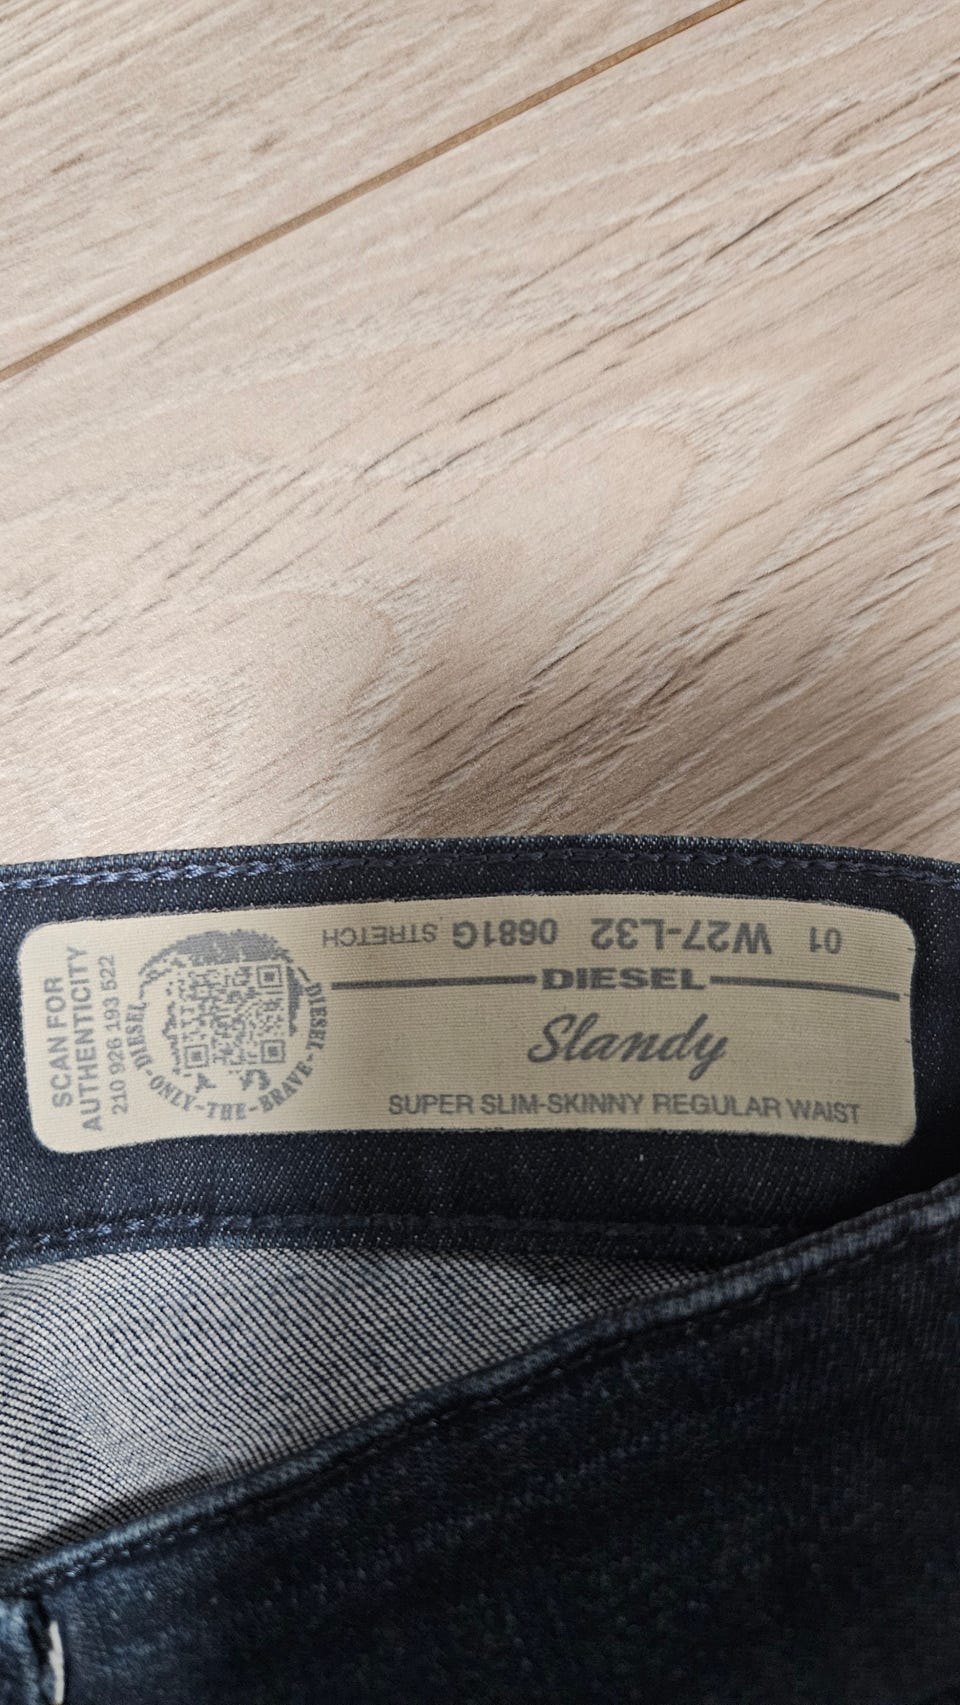 01 W27-L32 0681G STRETCH
DIESEL
Slandy
SUPER SLIM-SKINNY REGULAR WAIST
SCAN FOR
AUTHENTICITY
210 926 193 522
DIESEL-ONLY-THE-BRAVE-DIESEL